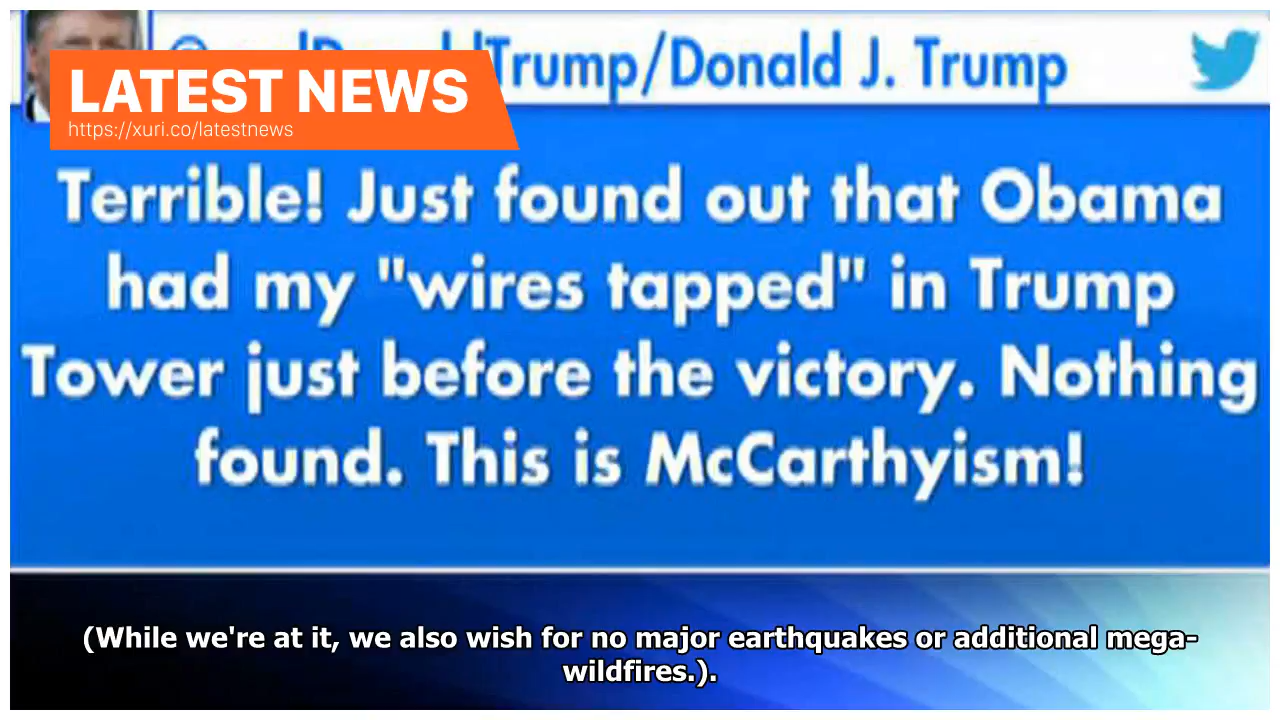 Trump/Donald J. Trump
LATEST NEWS
https://xuri.co/latestnews
Terrible! Just found out that Obama
had my "wires tapped" in Trump
Tower just before the victory. Nothing
found. This is McCarthyism!
(While we're at it, we also wish for no major earthquakes or additional mega-
wildfires.).